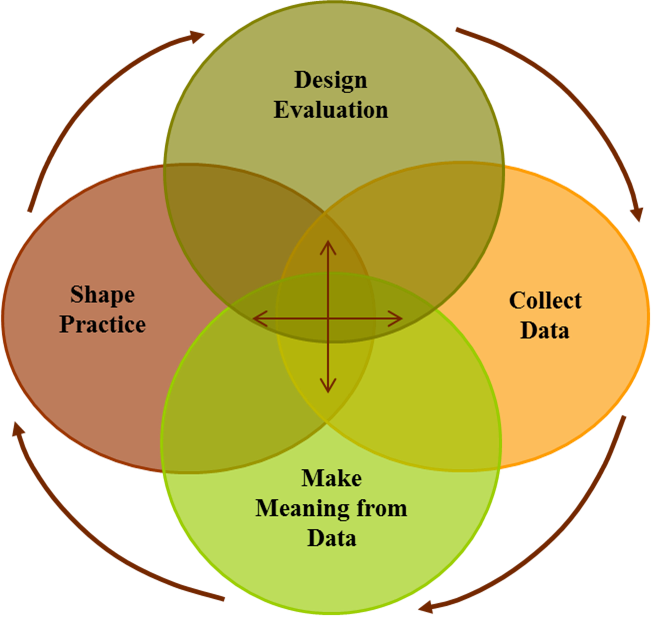 Design
Evaluation
Shape
Practice
Collect
Data
Make
Meaning from
Data